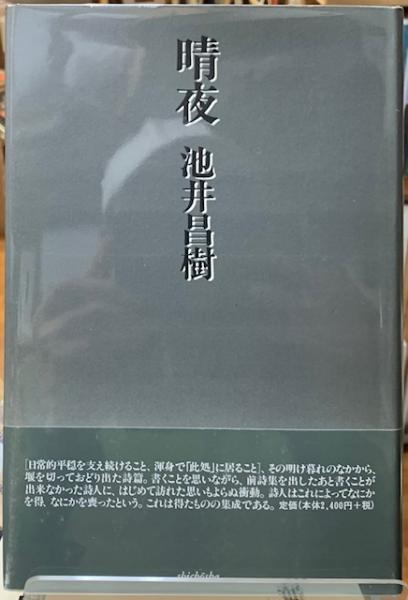 晴夜
池井昌樹
［日常的平穏を支え続けること、渾身で「此処」に居ること］、その明け暮れのなかから、
堰を切っておどり出た詩篇。書くことを思いながら、前詩集を出したあと書くことが
出来なかった詩人に、はじめて訪れた思いもよらぬ衝動。詩人はこれによってなにか
を得、なにかを喪ったという。これは得たものの集成である。定価(本体2,400円+税)
shichōsha